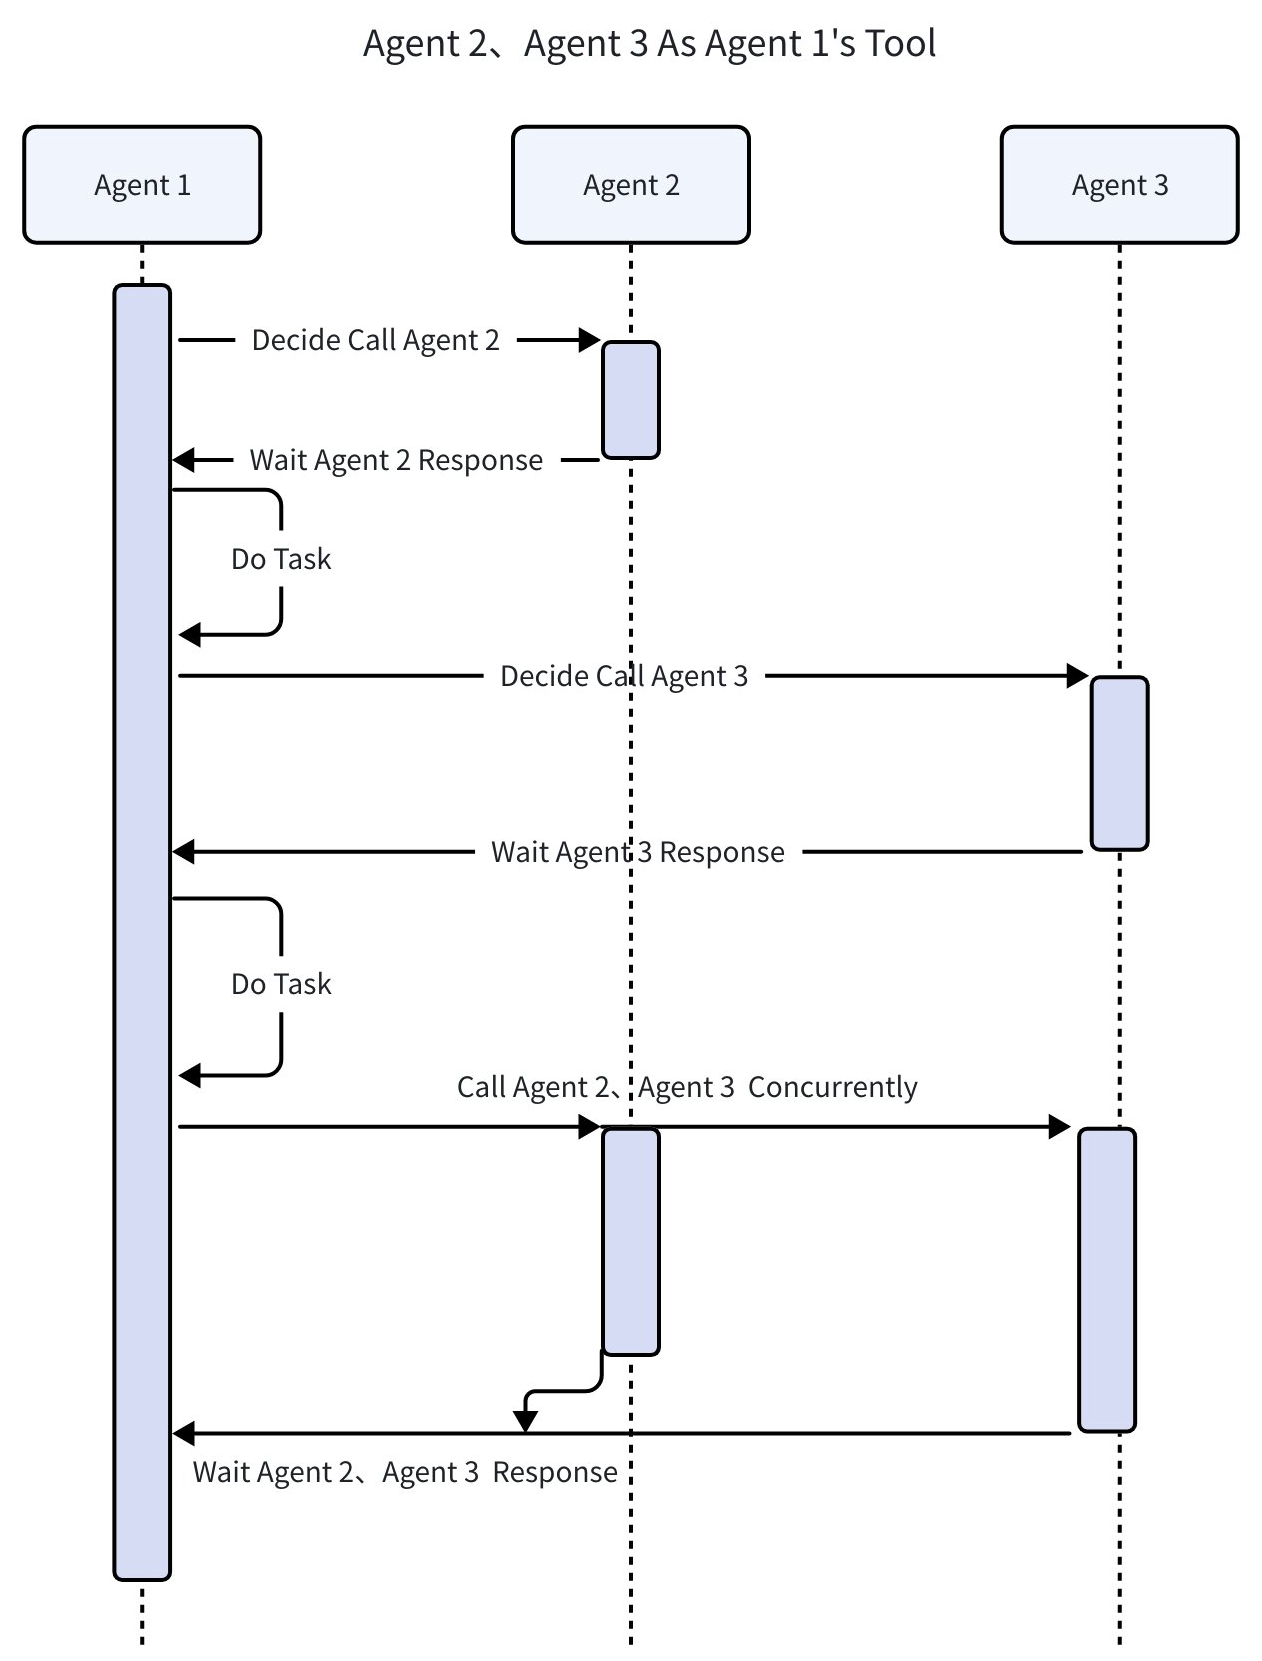 Agent 2、Agent 3 As Agent 1's Tool
Agent 1
Agent 2
Agent 3
Decide Call Agent 2
Wait Agent 2 Response
Do Task
Decide Call Agent 3
Wait Agent 3 Response
Do Task
Call Agent 2、Agent 3 Concurrently
Wait Agent 2、Agent 3 Response